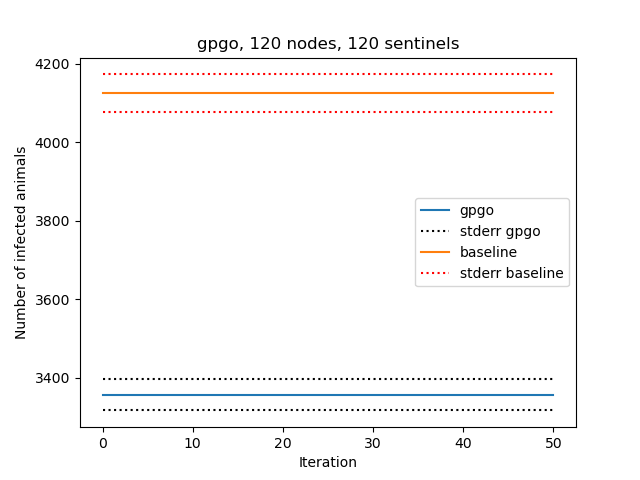 gpgo, 120 nodes, 120 sentinels
4200
4000
3800
3600
3400
Number of infected animals
gpgo
stderr gpgo
baseline
stderr baseline
0 10 20 30 40 50
Iteration